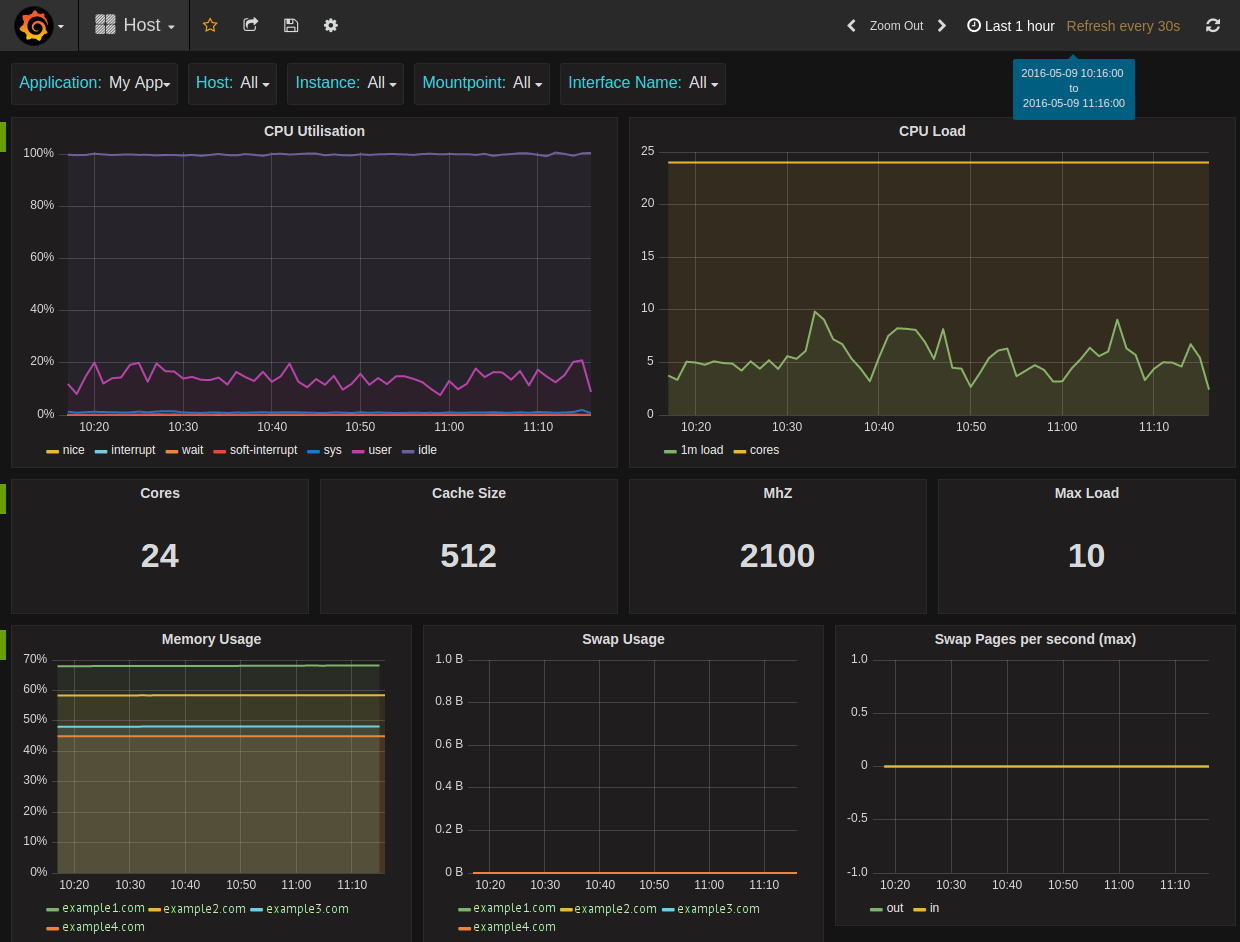 Host
Zoom Out
Last 1 hour
Refresh every 30s
Application: My App
Host: All
Instance: All
Mountpoint: All
Interface Name: All
2016-05-09 10:16:00
to
2016-05-09 11:16:00
CPU Utilisation
100%
80%
60%
40%
20%
0%
10:20 10:30 10:40 10:50 11:00 11:10
nice interrupt wait soft-interrupt sys user idle
CPU Load
25
20
15
10
5
0
10:20 10:30 10:40 10:50 11:00 11:10
1m load cores
Cores
24
Cache Size
512
MhZ
2100
Max Load
10
Memory Usage
70%
60%
50%
40%
30%
20%
10%
0%
10:20 10:30 10:40 10:50 11:00 11:10
example1.com example2.com example3.com
example4.com
Swap Usage
1.0 B
0.8 B
0.6 B
0.4 B
0.2 B
0 B
10:20 10:30 10:40 10:50 11:00 11:10
example1.com example2.com example3.com
example4.com
Swap Pages per second (max)
1.0
0.5
0
-0.5
-1.0
10:20 10:30 10:40 10:50 11:00 11:10
out in